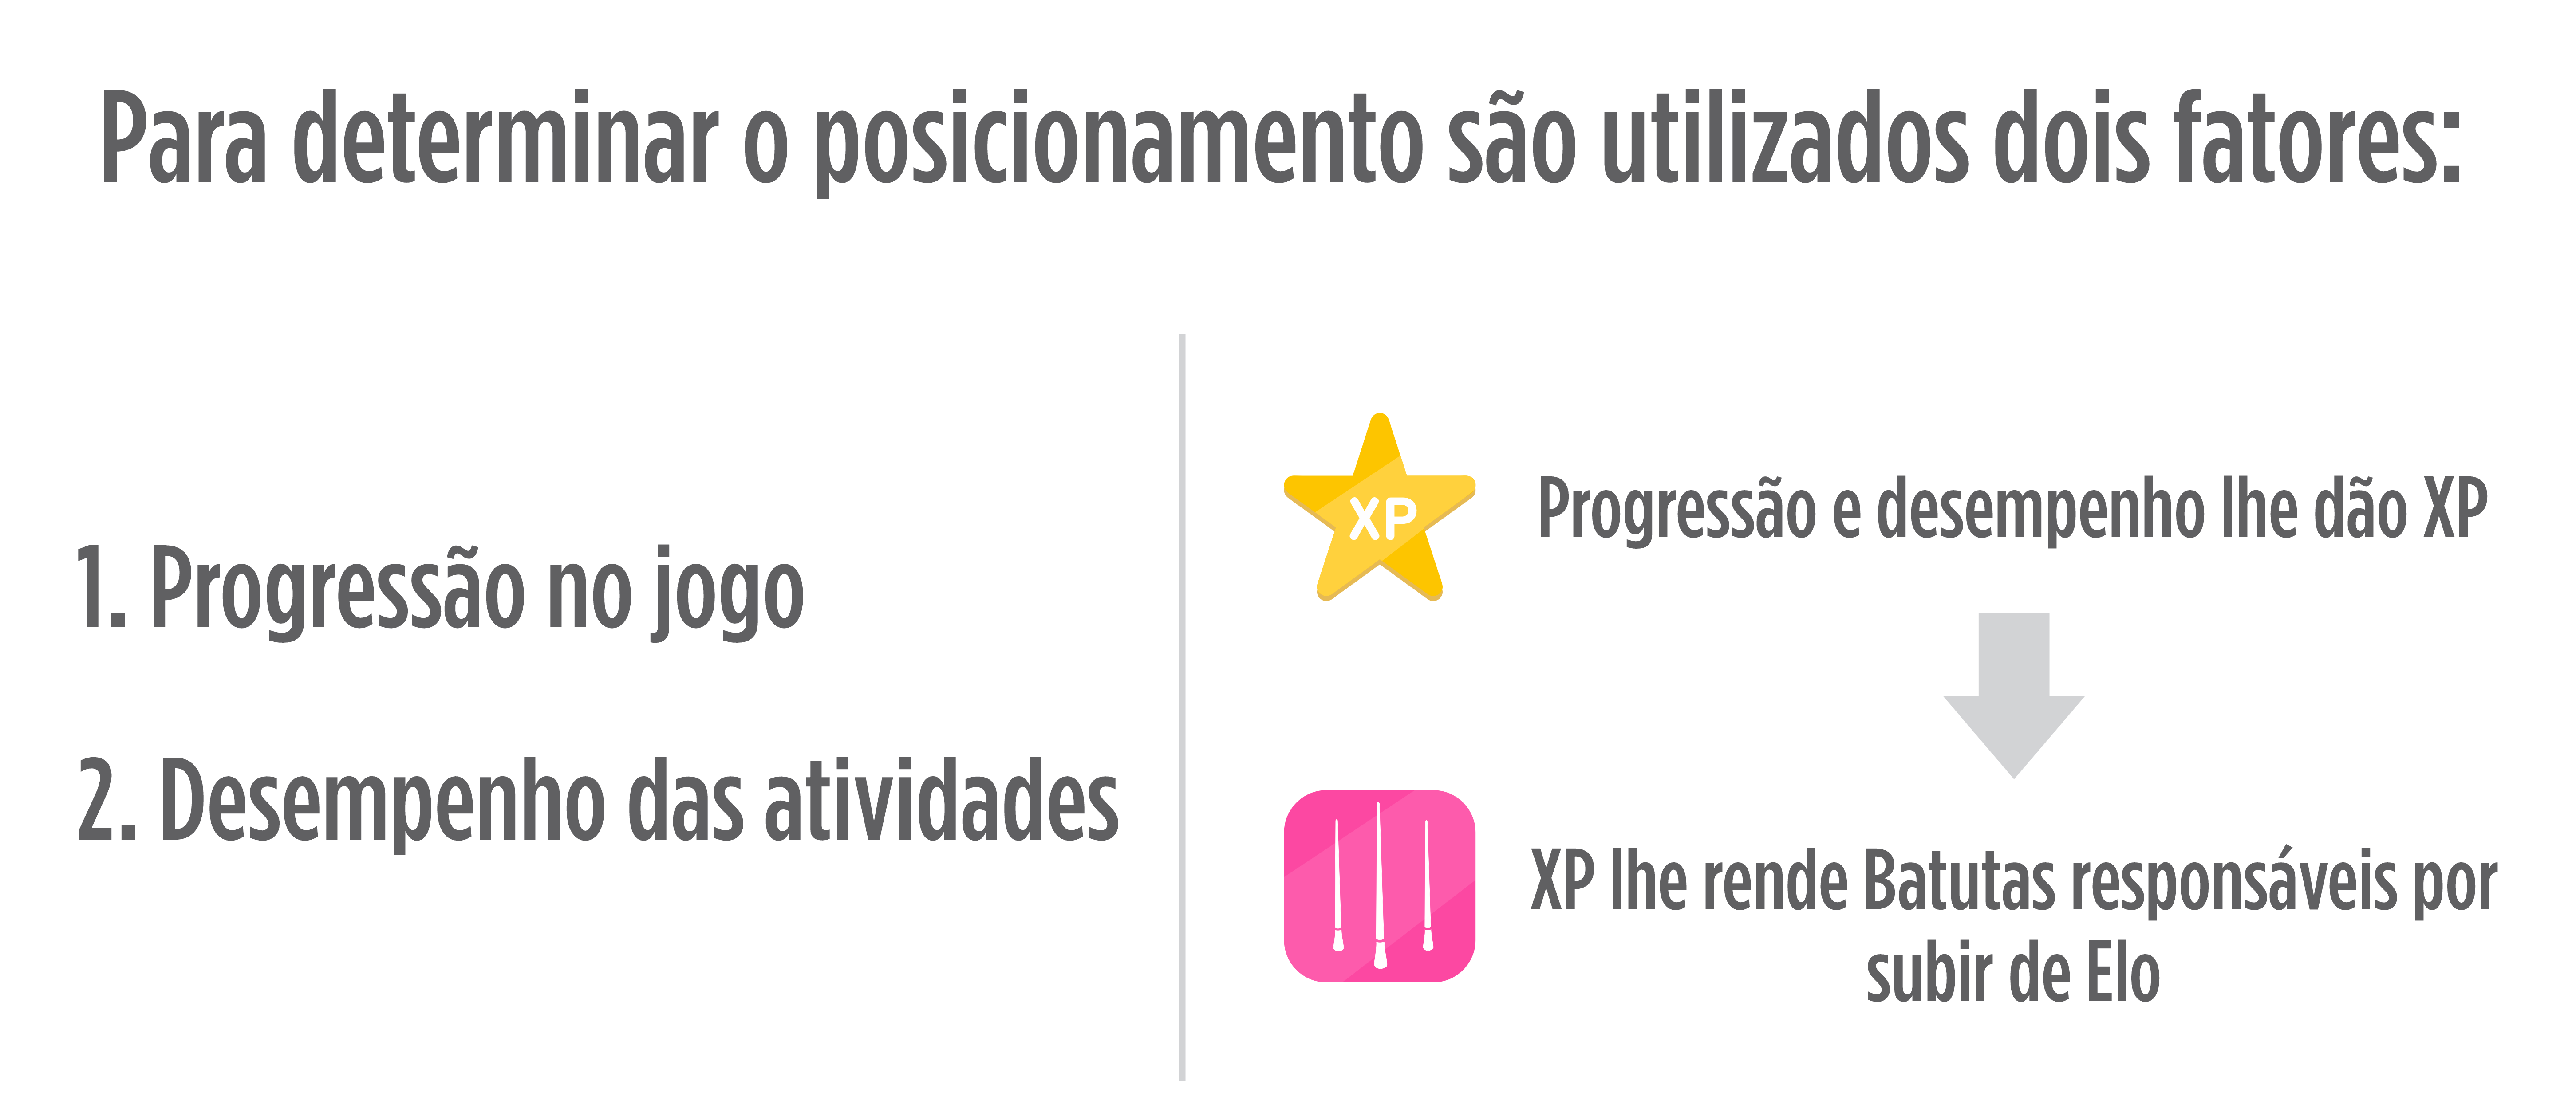 Para determinar o posicionamento são utilizados dois fatores:
1. Progressão no jogo
2. Desempenho das atividades
XP
Progressão e desempenho lhe dão XP
XP lhe rende Batutas responsáveis por
subir de Elo